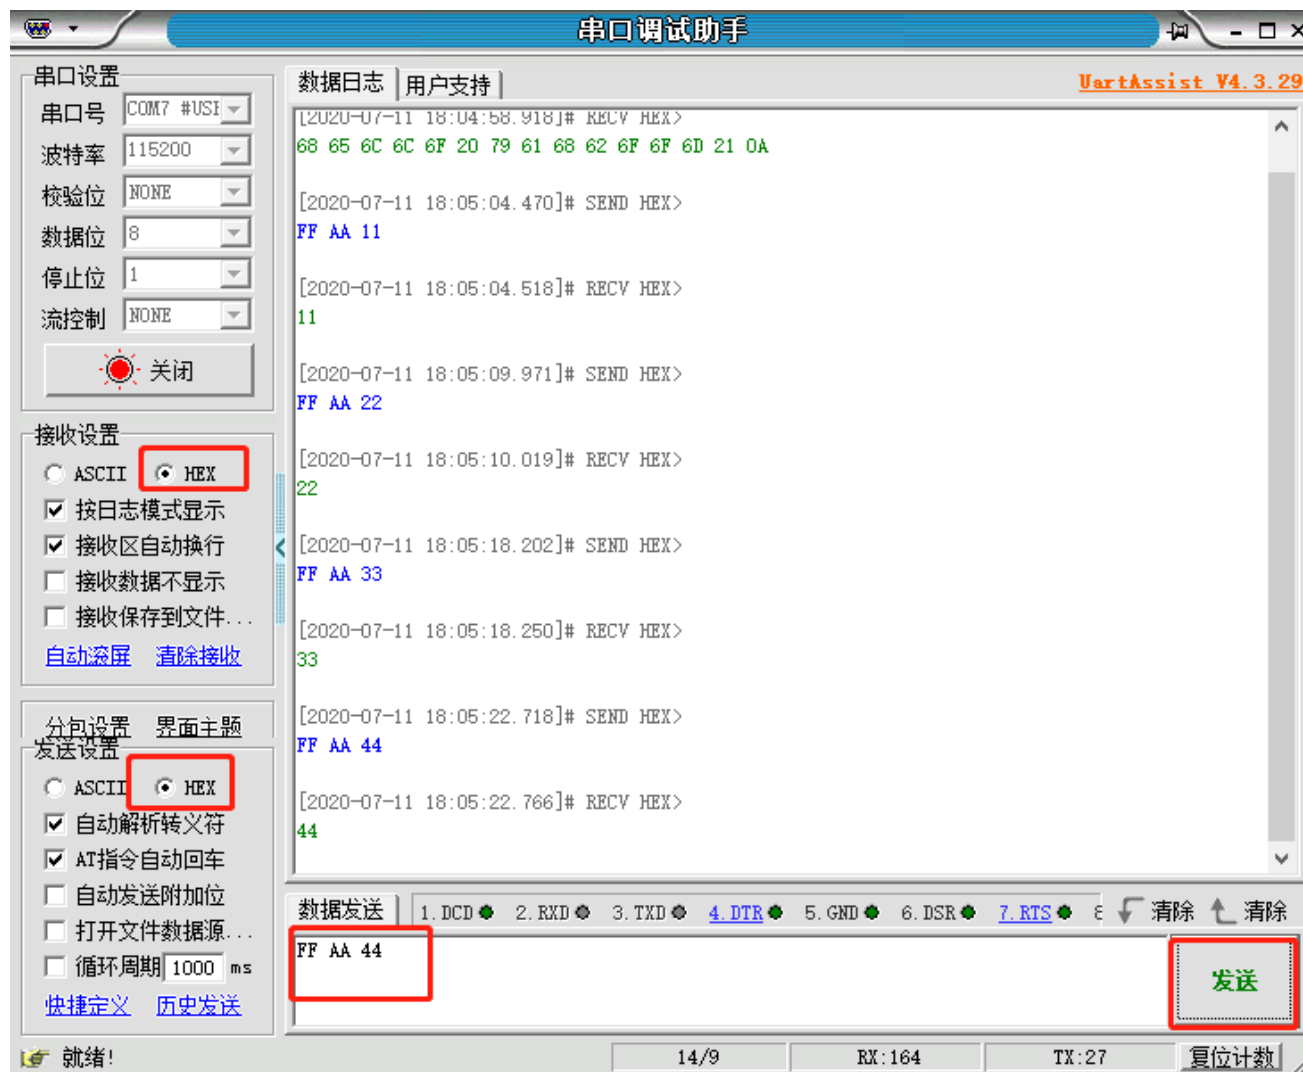 串口调试助手
串口设置
串口号 COM7 #USI
波特率 115200
校验位 NONE
数据位 8
停止位 1
流控制 NONE
关闭
接收设置
ASCII HEX
按日志模式显示
接收区自动换行
接收数据不显示
接收保存到文件...
自动滚屏 清除接收
分包设置 界面主题
发送设置
ASCII HEX
自动解析转义符
AT指令自动回车
自动发送附加位
打开文件数据源...
循环周期 1000 ms
快捷定义 历史发送
数据日志 用户支持 UartAssist V4.3.29
[2020-07-11 18:04:58.918]# RECV HEX>
68 65 6C 6C 6F 20 79 61 68 62 6F 6F 6D 21 0A
[2020-07-11 18:05:04.470]# SEND HEX>
FF AA 11
[2020-07-11 18:05:04.518]# RECV HEX>
11
[2020-07-11 18:05:09.971]# SEND HEX>
FF AA 22
[2020-07-11 18:05:10.019]# RECV HEX>
22
[2020-07-11 18:05:18.202]# SEND HEX>
FF AA 33
[2020-07-11 18:05:18.250]# RECV HEX>
33
[2020-07-11 18:05:22.718]# SEND HEX>
FF AA 44
[2020-07-11 18:05:22.766]# RECV HEX>
44
数据发送 1.DCD 2.RXD 3.TXD 4.DTR 5.GND 6.DSR 7.RTS 清除 清除
FF AA 44
发送
就绪! 14/9 RX:164 TX:27 复位计数